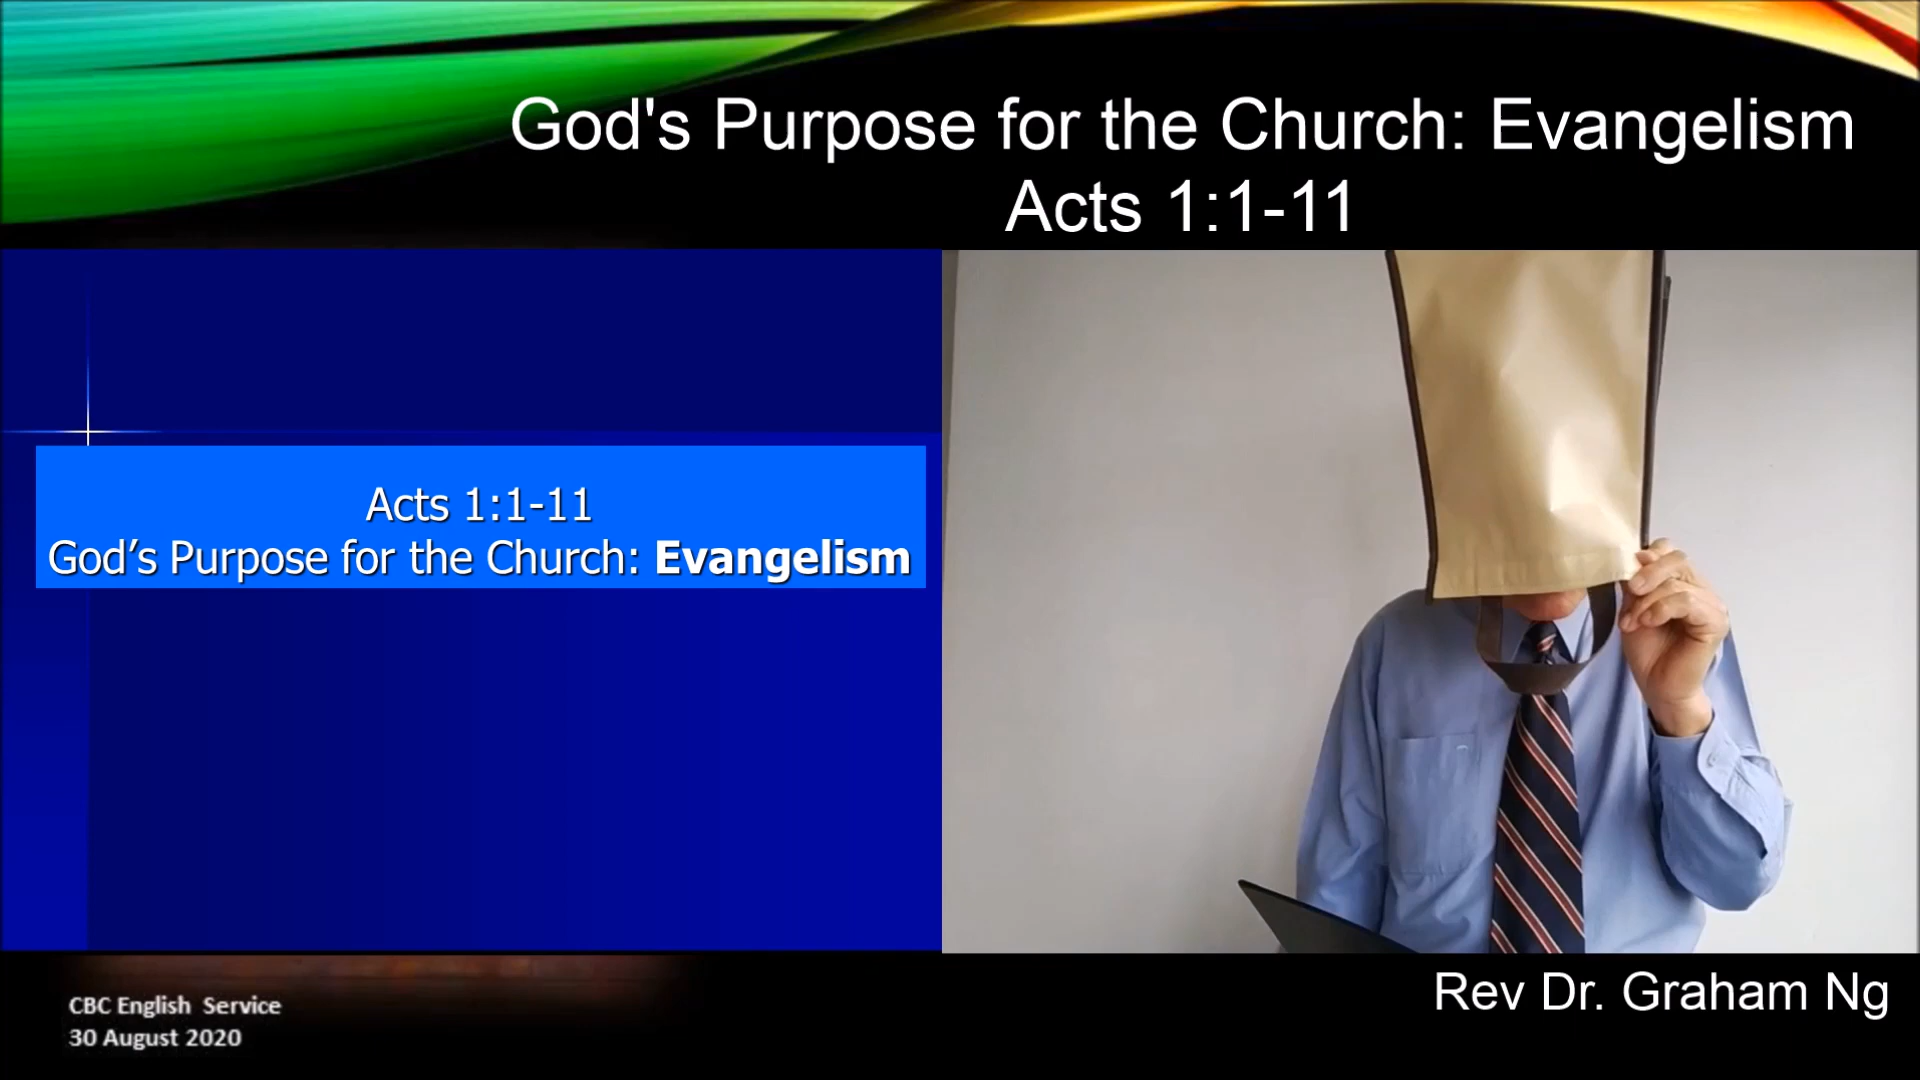 God's Purpose for the Church: Evangelism
Acts 1:1-11
Acts 1:1-11
God’s Purpose for the Church: Evangelism
CBC English Service
30 August 2020
Rev Dr. Graham Ng